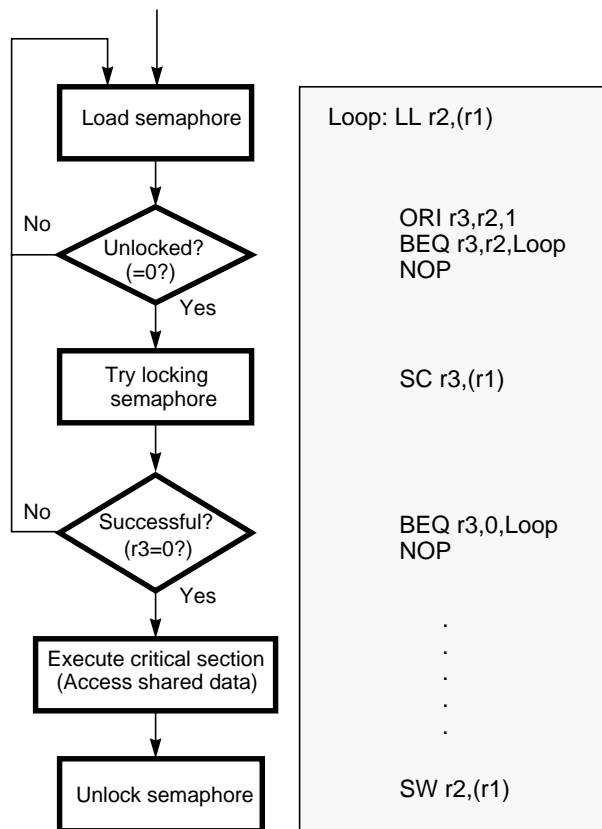 Load semaphore
Loop: LL r2,(r1)
No
Unlocked?
(=0?)
ORI r3,r2,1
BEQ r3,r2,Loop
NOP
Yes
Try locking
semaphore
SC r3,(r1)
No
Successful?
(r3=0?)
BEQ r3,0,Loop
NOP
Yes
Execute critical section
(Access shared data)
.
.
.
.
.
Unlock semaphore
SW r2,(r1)